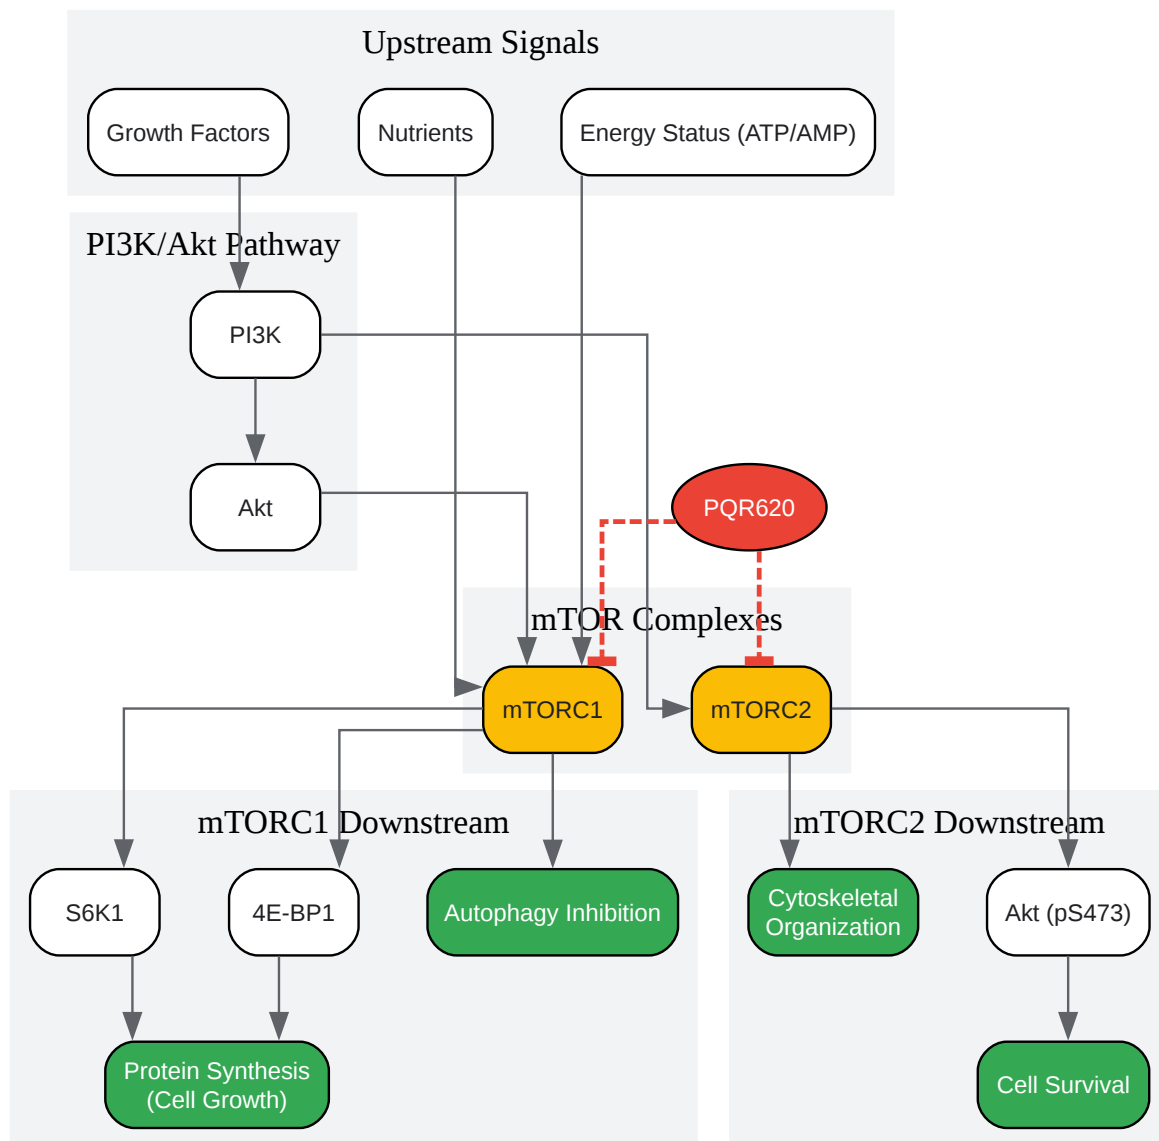 Upstream Signals
Growth Factors
Nutrients
Energy Status (ATP/AMP)
PI3K/Akt Pathway
PI3K
Akt
PQR620
mTOR Complexes
mTORC1
mTORC2
mTORC1 Downstream
mTORC2 Downstream
S6K1
4E-BP1
Autophagy Inhibition
Cytoskeletal
Organization
Akt (pS473)
Protein Synthesis
(Cell Growth)
Cell Survival